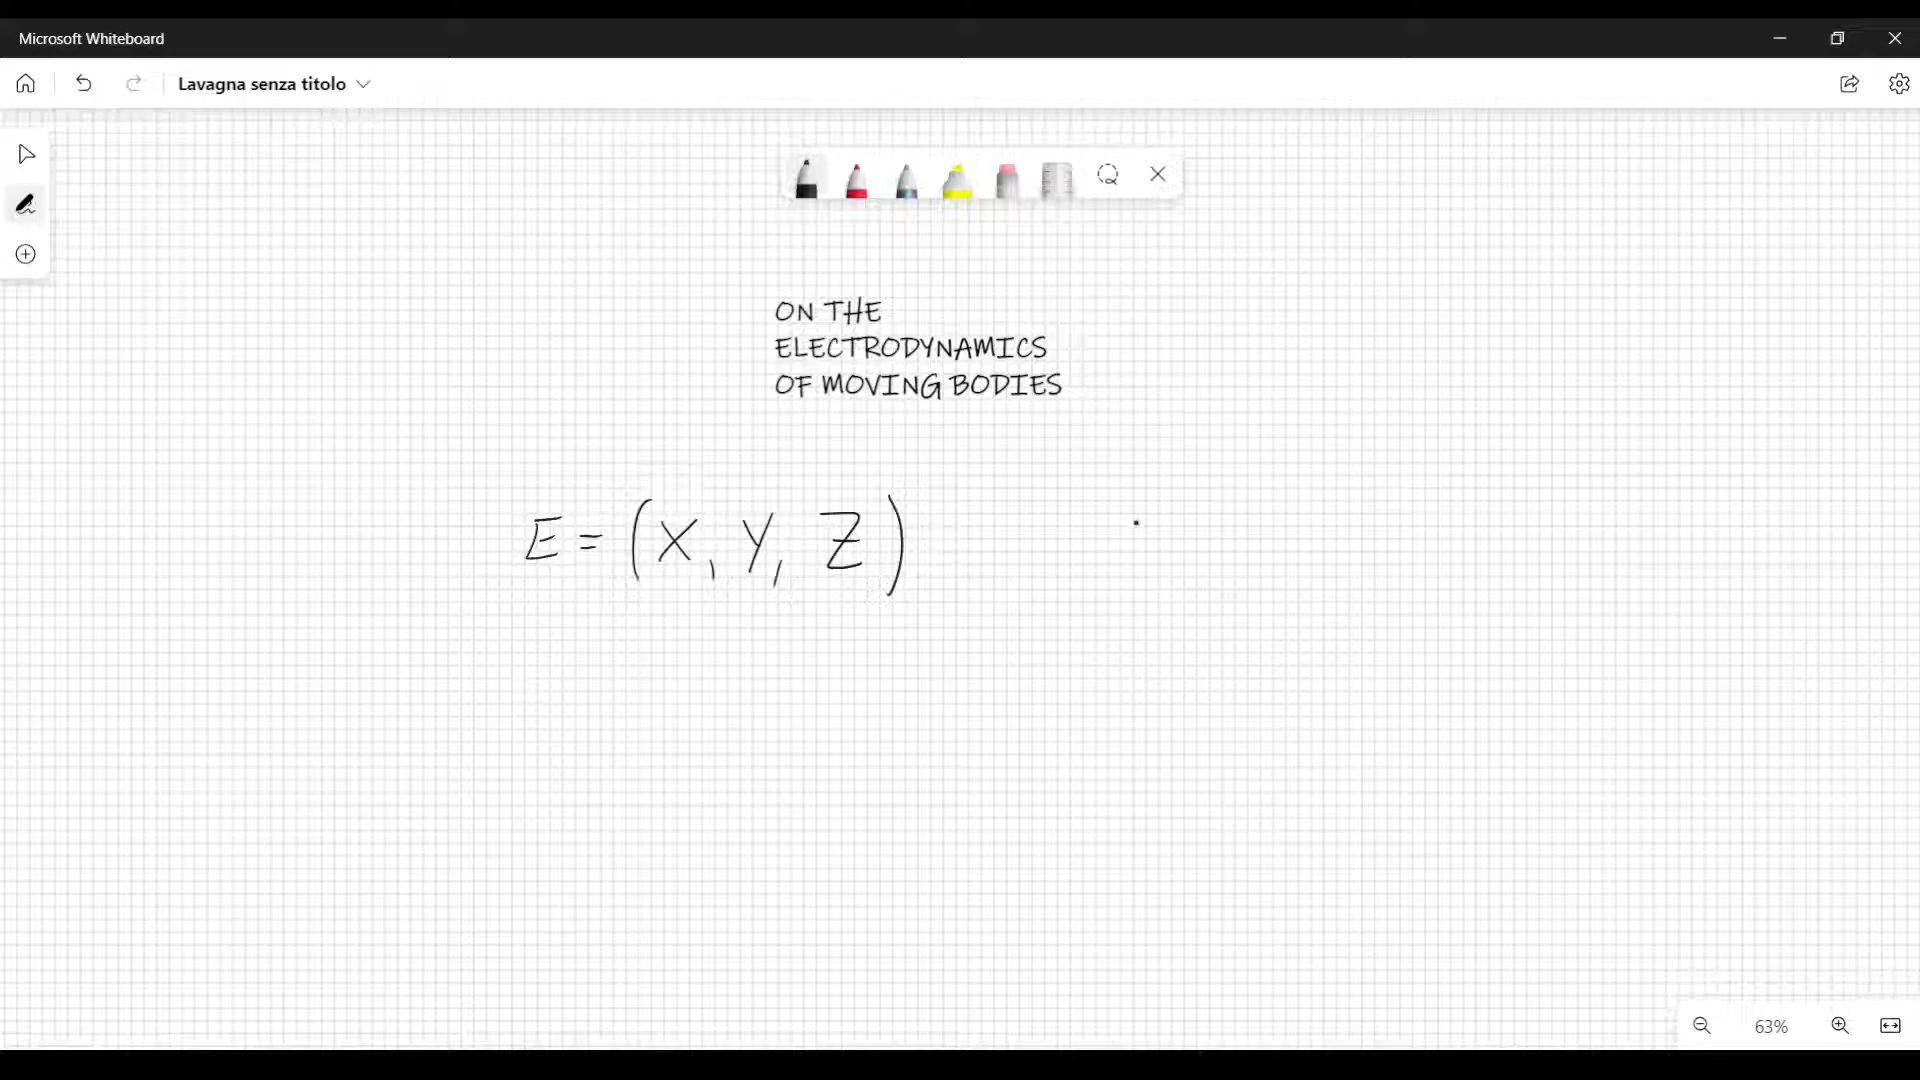 Microsoft Whiteboard
Lavagna senza titolo
ON THE
ELECTRODYNAMICS
OF MOVING BODIES
E = (X, Y, Z)
63%